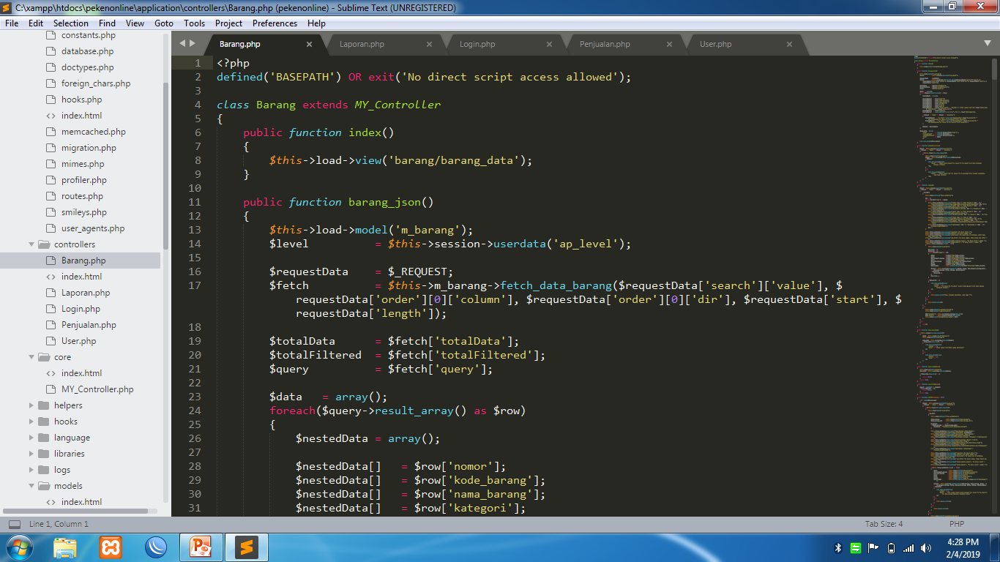 C:\xampp\htdocs\pekenonline\application\controllers\Barang.php (pekenonline) - Sublime Text (UNREGISTERED)
File Edit Selection Find View Goto Tools Project Preferences Help
constants.php
database.php
doctypes.php
foreign_chars.php
hooks.php
index.html
memcached.php
migration.php
mimes.php
profiler.php
routes.php
smileys.php
user_agents.php
controllers
Barang.php
index.html
Laporan.php
Login.php
Penjualan.php
User.php
core
index.html
MY_Controller.php
helpers
hooks
language
libraries
logs
models
index.html
Barang.php Laporan.php Login.php Penjualan.php User.php
1 <?php
2 defined('BASEPATH') OR exit('No direct script access allowed');
3
4 class Barang extends MY_Controller
5 {
6 public function index()
7 {
8 $this->load->view('barang/barang_data');
9 }
10
11 public function barang_json()
12 {
13 $this->load->model('m_barang');
14 $level = $this->session->userdata('ap_level');
15
16 $requestData = $_REQUEST;
17 $fetch = $this->m_barang->fetch_data_barang($requestData['search']['value'], $
requestData['order'][0]['column'], $requestData['order'][0]['dir'], $requestData['start'], $
requestData['length']);
18
19 $totalData = $fetch['totalData'];
20 $totalFiltered = $fetch['totalFiltered'];
21 $query = $fetch['query'];
22
23 $data = array();
24 foreach($query->result_array() as $row)
25 {
26 $nestedData = array();
27
28 $nestedData[] = $row['nomor'];
29 $nestedData[] = $row['kode_barang'];
30 $nestedData[] = $row['nama_barang'];
31 $nestedData[] = $row['kategori'];
Line 1, Column 1 Tab Size: 4 PHP
4:28 PM
2/4/2019